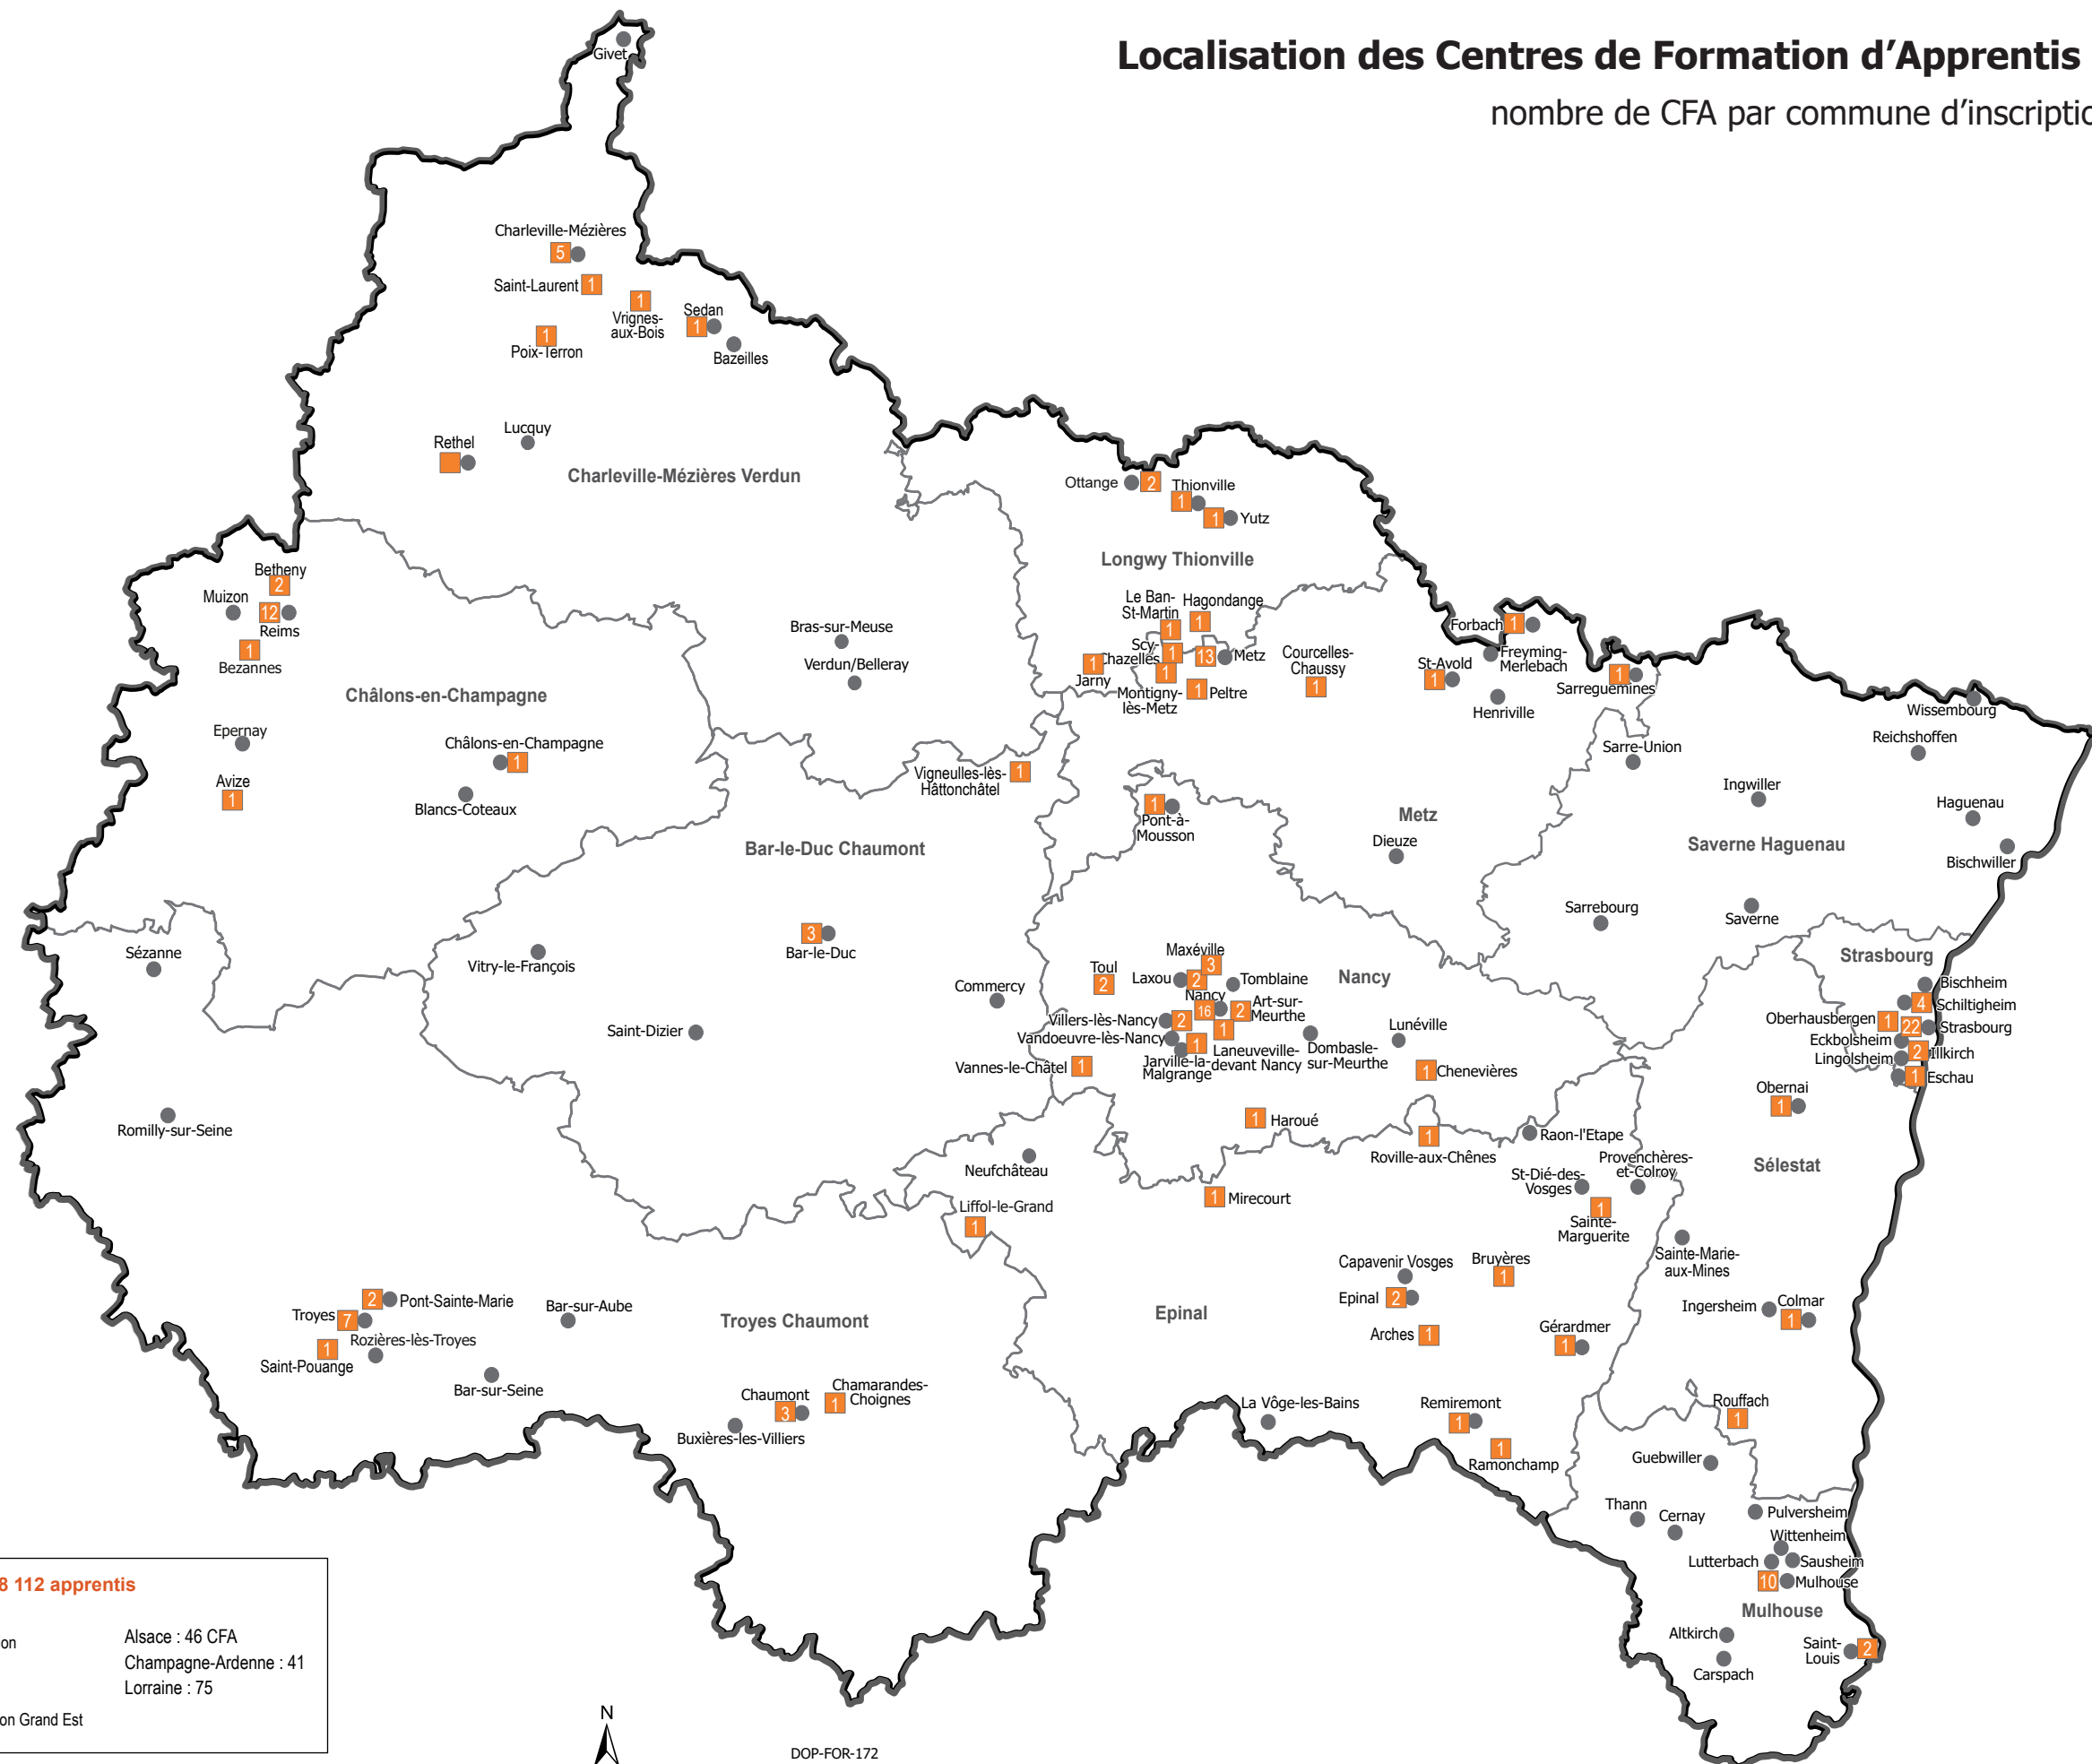 Localisation des Centres de Formation d'Apprentis
nombre de CFA par commune d'inscriptio
Givet
Charleville-Mézières
5
Saint-Laurent 1
1
Vrignes-
aux-Bois
Sedan
1
Bazeilles
1
Poix-Terron
Lucquy
Rethel
Charleville-Mézières Verdun
Ottange 2
Thionville
1
1 Yutz
Longwy Thionville
Betheny
2
Muizon
12
Reims
1
Bezannes
Bras-sur-Meuse
Verdun/Belleray
Le Ban-
St-Martin
1
Hagondange
1
Scy-
Chazelles 1
13 Metz
1
Jarny
1
Montigny-
lès-Metz
1 Peltre
Courcelles-
Chaussy
1
Forbach 1
Freyming-
Merlebach
St-Avold
1
Henriville
1
Sarreguemines
Wissembourg
Reichshoffen
Sarre-Union
Ingwiller
Haguenau
Bischwiller
Saverne Haguenau
Châlons-en-Champagne
Epernay
Châlons-en-Champagne
1
Avize
1
Blancs-Coteaux
Vigneulles-lès-
Hâttonchâtel
1
1
Pont-à-
Mousson
Metz
Dieuze
Bar-le-Duc Chaumont
Sarrebourg
Saverne
Sézanne
Vitry-le-François
3
Bar-le-Duc
Commercy
Saint-Dizier
Toul
2
Maxéville
3
Laxou 2
Tomblaine
Nancy
Nancy
16
2 Art-sur-
Meurthe
Villers-lès-Nancy 2
1
Vandoeuvre-lès-Nancy
1
Jarville-la-
Malgrange
Laneuveville-
devant Nancy
Dombasle-
sur-Meurthe
Lunéville
Vannes-le-Châtel 1
1 Chenevières
1 Haroué
1
Roville-aux-Chênes
Raon-l'Etape
Strasbourg
Bischheim
4 Schiltigheim
Oberhausbergen 1
22 Strasbourg
Eckbolsheim
2 Illkirch
Lingolsheim
1 Eschau
Obernai
1
Sélestat
Romilly-sur-Seine
Neufchâteau
Provenchères-
et-Colroy
St-Dié-des-
Vosges
1
Sainte-
Marguerite
1 Mirecourt
Liffol-le-Grand
1
Sainte-Marie-
aux-Mines
Capavenir Vosges
Bruyères
1
Epinal 2
Ingersheim
Colmar
1
2 Pont-Sainte-Marie
Troyes 7
Rozières-lès-Troyes
1
Saint-Pouange
Bar-sur-Aube
Troyes Chaumont
Epinal
Arches 1
Gérardmer
1
Bar-sur-Seine
Chaumont
3
Chamarandes-
Choignes
1
Buxières-les-Villiers
La Vôge-les-Bains
Remiremont
1
1
Ramonchamp
Rouffach
1
Guebwiller
Thann
Cernay
Pulversheim
Wittenheim
Lutterbach
Sausheim
10 Mulhouse
Mulhouse
Altkirch
Carspach
Saint-
Louis
2
8 112 apprentis
on
Alsace : 46 CFA
Champagne-Ardenne : 41
Lorraine : 75
on Grand Est
N
DOP-FOR-172